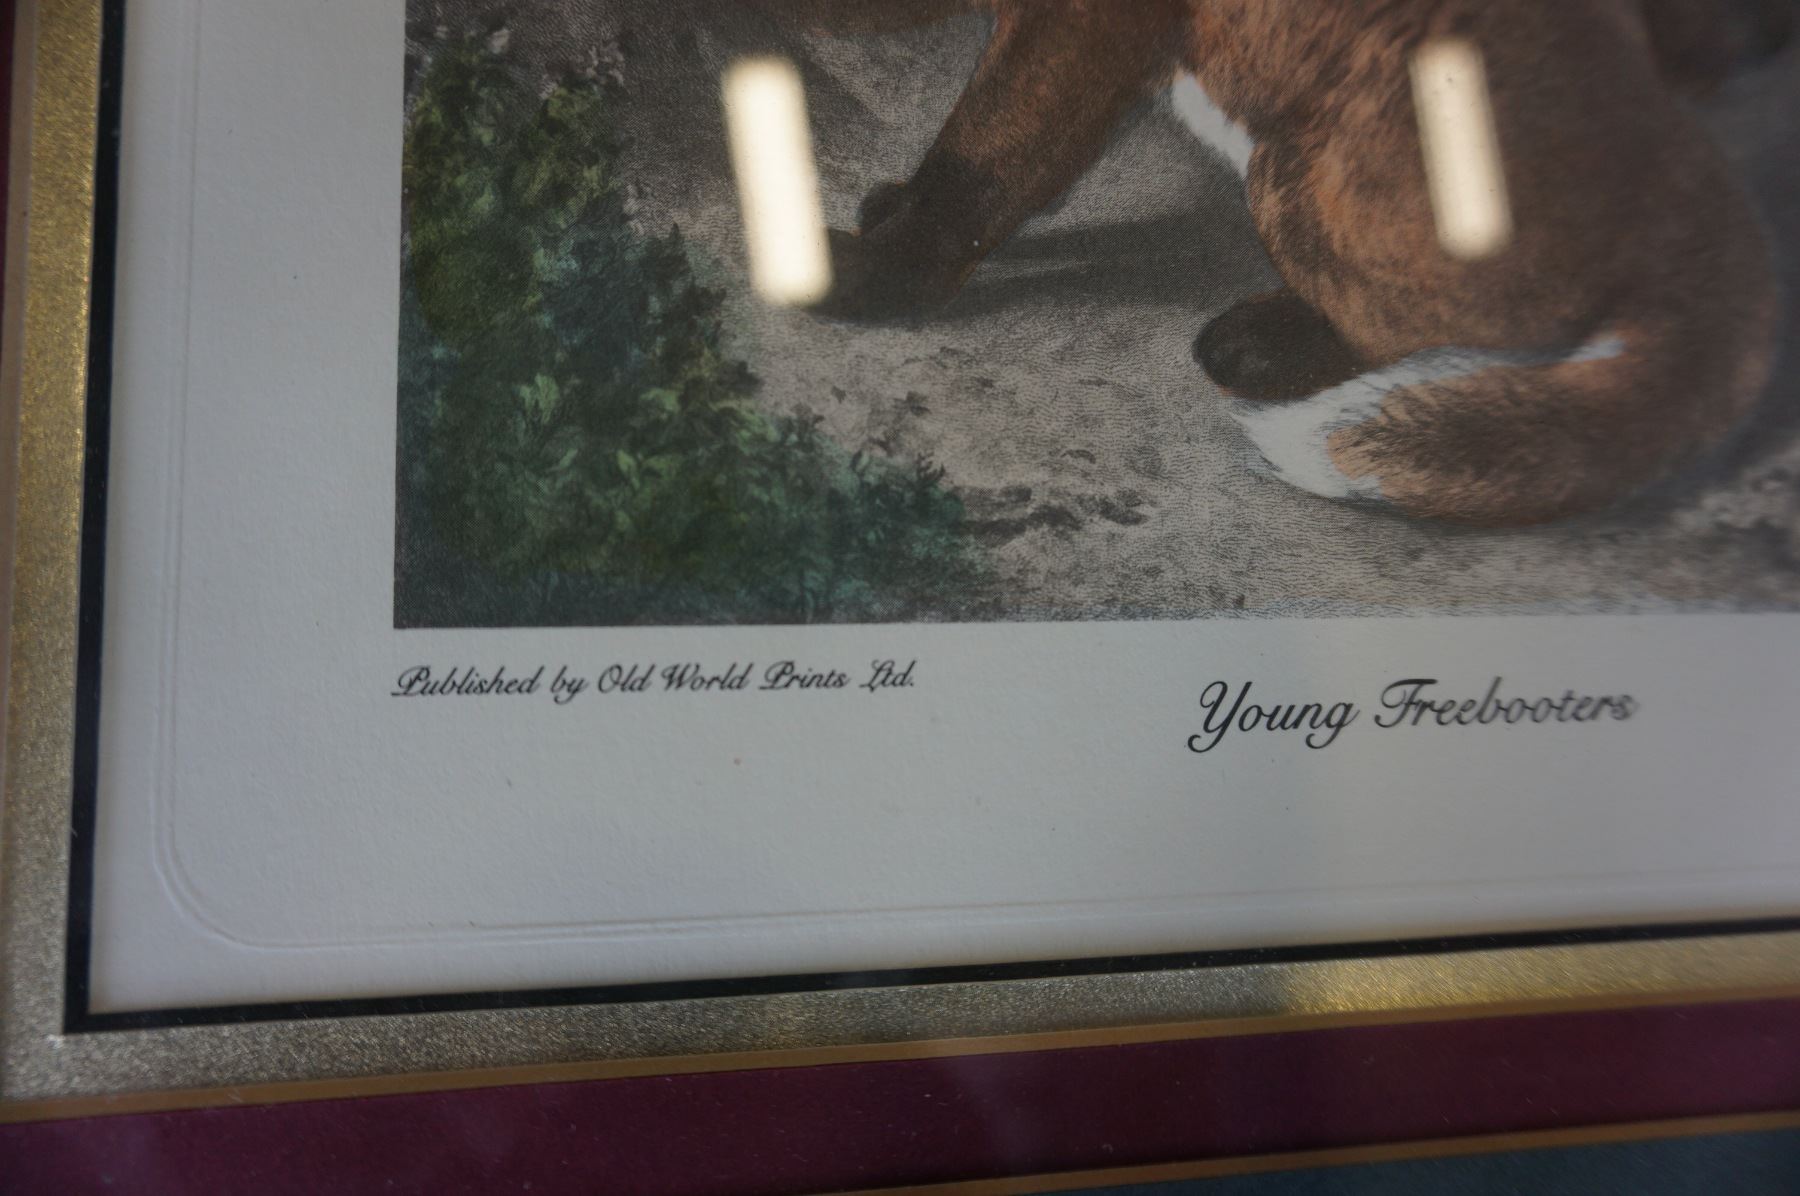 Published by Old World Prints Ltd.
Young Freebooters